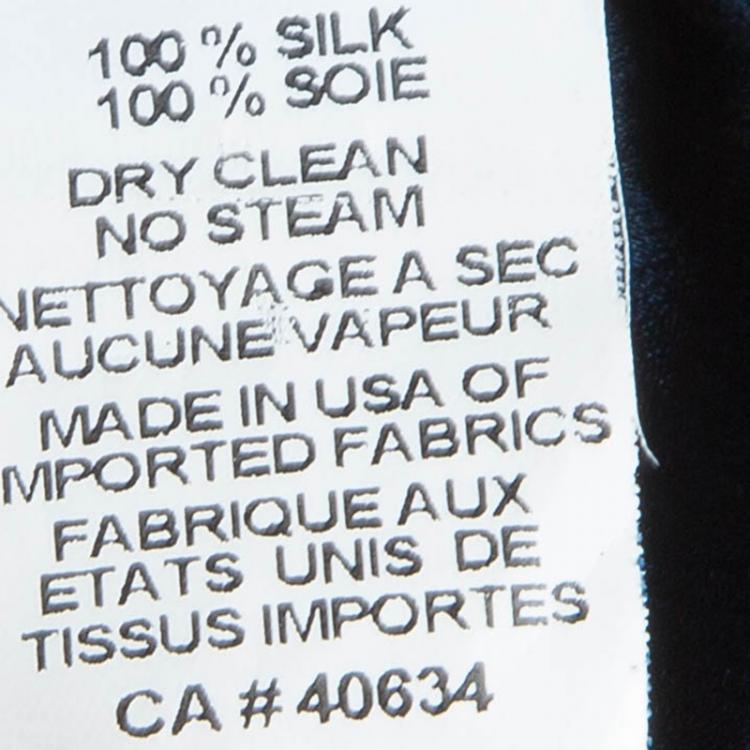 100 % SILK
100 % SOIE
DRY CLEAN
NO STEAM
NETTOYAGE A SEC
AUCUNE VAPEUR
MADE IN USA OF
IMPORTED FABRICS
FABRIQUE AUX
ETATS UNIS DE
TISSUS IMPORTES
CA # 40634